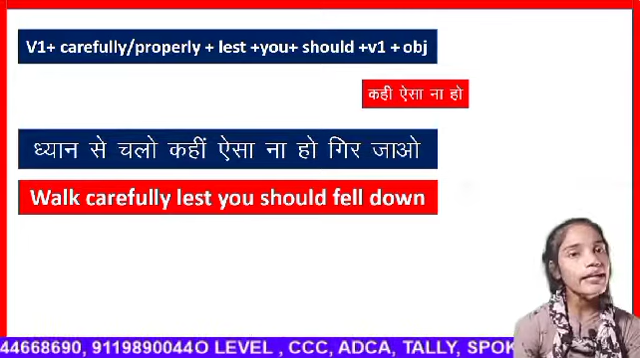 V1+ carefully/properly + lest +you+ should +v1 + obj
कही ऐसा ना हो
ध्यान से चलो कहीं ऐसा ना हो गिर जाओ
Walk carefully lest you should fell down
44668690, 9119890044O LEVEL , CCC, ADCA, TALLY, SPOK